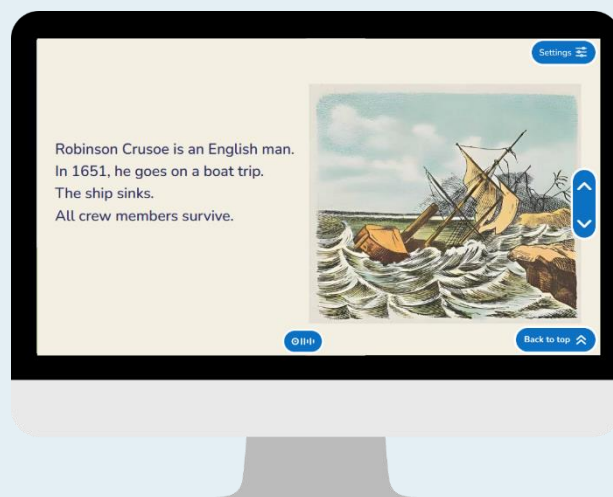 Settings
Robinson Crusoe is an English man.
In 1651, he goes on a boat trip.
The ship sinks.
All crew members survive.
Back to top